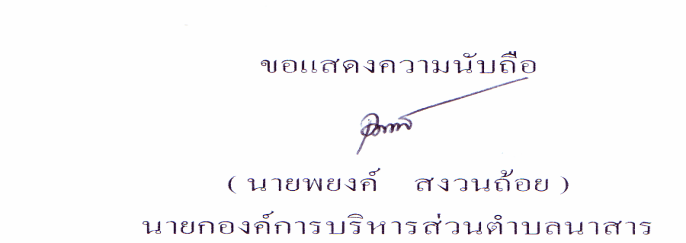 ขอแสดงความนับถือ
( นายพยงค์ สงวนถ้อย )
นายกองค์การบริหารส่วนตำบลนาสาร